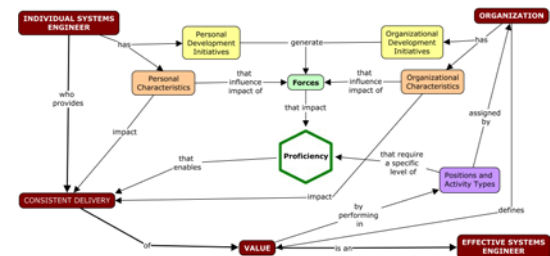 INDIVIDUAL SYSTEMS
ENGINEER
ORGANIZATION
has
Personal
Development
Initiatives
generate
Organizational
Development
Initiatives
has
Personal
Characteristics
that
influence
impact of
Forces
that
influence
impact of
Organizational
Characteristics
who
provides
that impact
assigned
by
impact
Proficiency
that
enables
that require
a specific
level of
Positions and
Activity Types
CONSISTENT DELIVERY
impact
by
performing
in
defines
of
VALUE
is an
EFFECTIVE SYSTEMS
ENGINEER